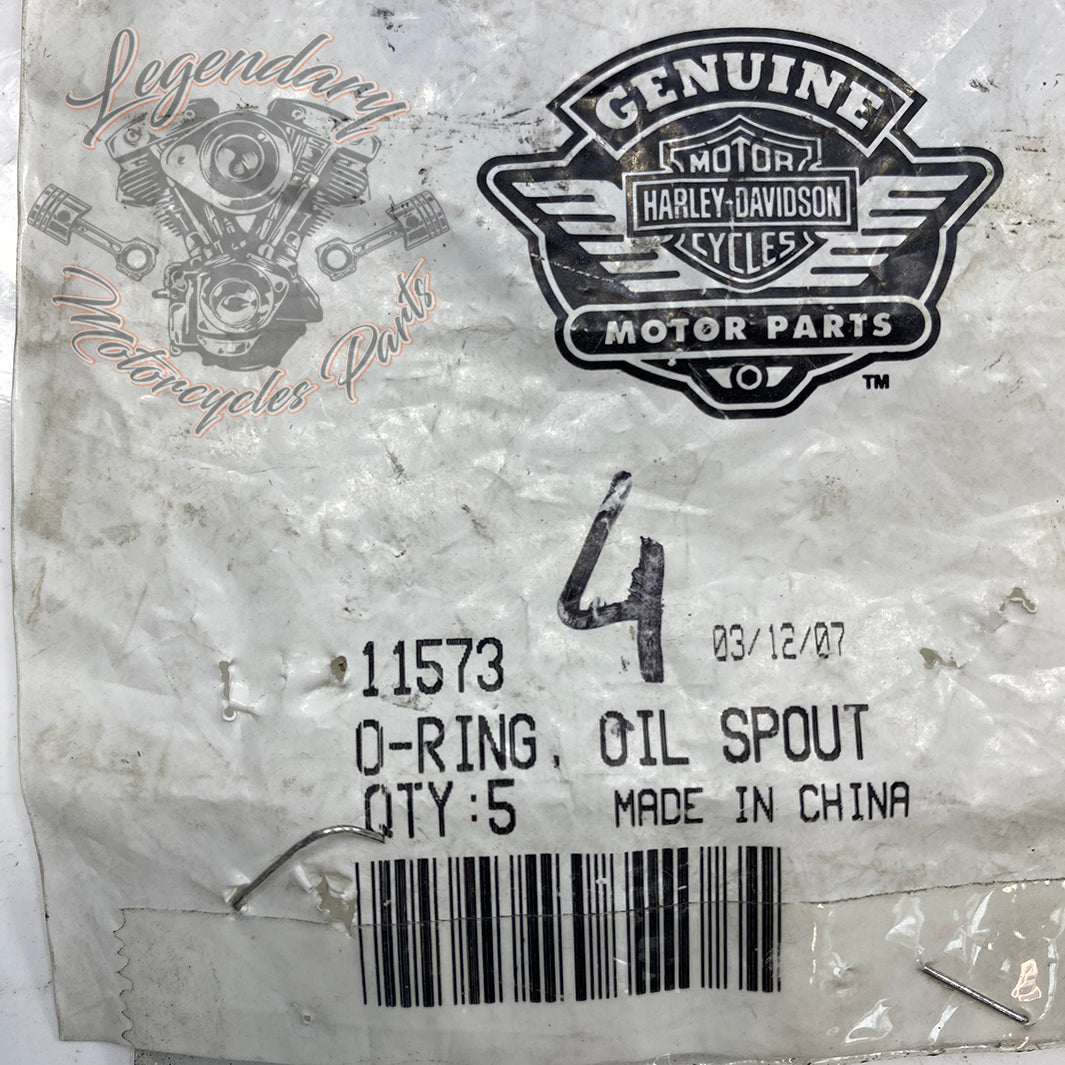 Legendary
Motorcycles Parts
GENUINE
MOTOR
HARLEY-DAVIDSON
CYCLES
MOTOR PARTS
TM
4
11573 03/12/07
O-RING, OIL SPOUT
QTY:5 MADE IN CHINA